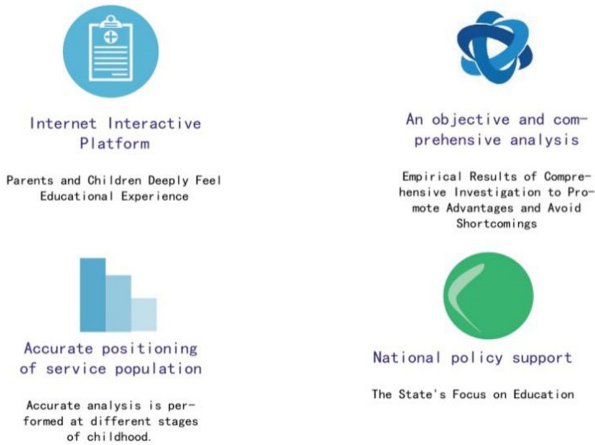 Internet Interactive
Platform
Parents and Children Deeply Feel
Educational Experience
An objective and com-
prehensive analysis
Empirical Results of Compre-
hensive Investigation to Pro-
mote Advantages and Avoid
Shortcomings
Accurate positioning
of service population
Accurate analysis is per-
formed at different stages
of childhood.
National policy support
The State's Focus on Education